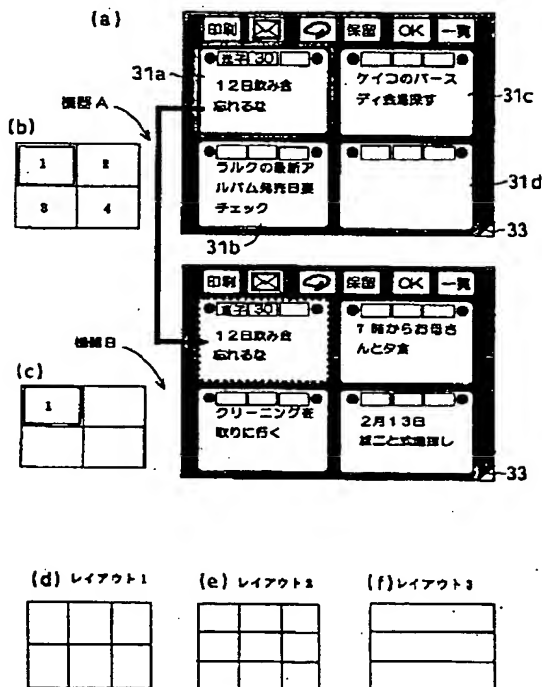 (a)
印刷 保留 OK 一覧
31a
31c
12日飲み会
忘れるな
ケイコのバース
ディ会場探す
機器A
(b)
1 2
3 4
ラルクの最新ア
ルバム発売日要
チェック
31d
31b
33
印刷 保留 OK 一覧
12日飲み会
忘れるな
7時からお母さ
んと夕食
機器B
(c)
1
クリーニングを
取りに行く
2月13日
33
(d) レイアウト1
(e) レイアウト2
(f) レイアウト3